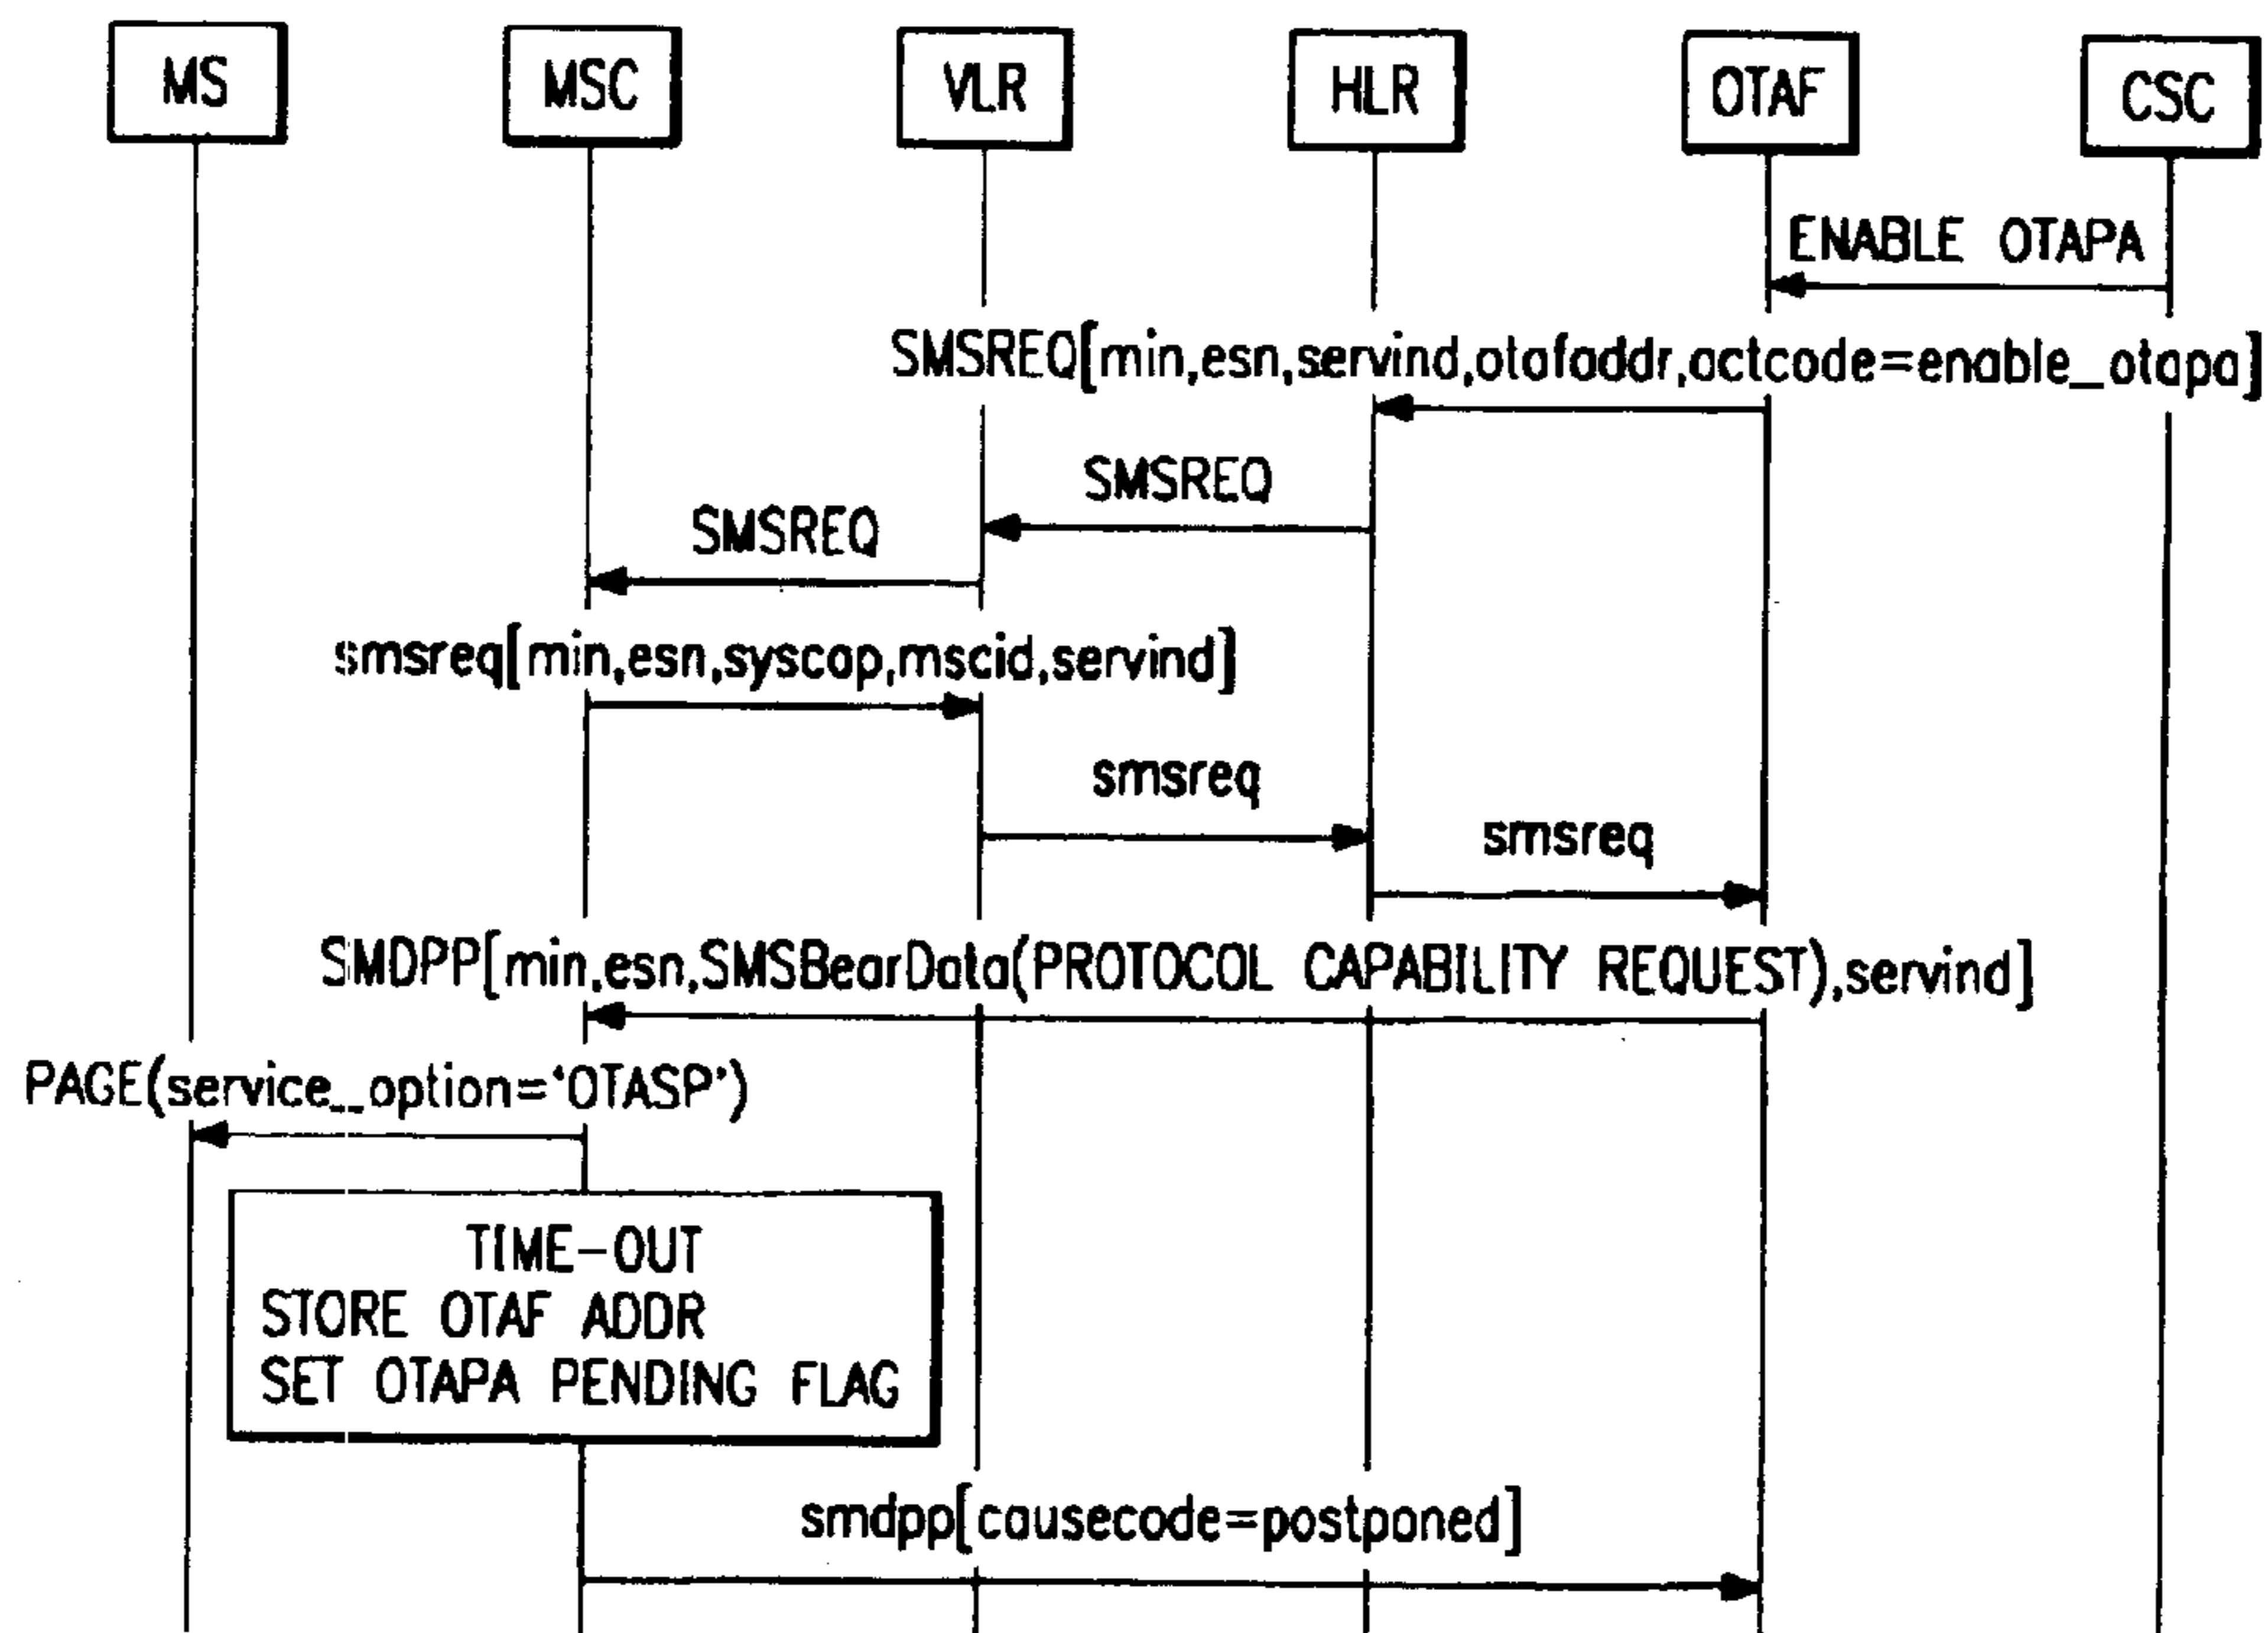 MS
MSC
VLR
HLR
OTAF
CSC
ENABLE OTAPA
SMSREQ[min,esn,servind,otafaddr,actcode=enable_otapa]
SMSREQ
SMSREQ
smsreq[min,esn,syscap,mscid,servind]
smsreq
smsreq
SMDPP[min,esn,SMSBearData(PROTOCOL CAPABILITY REQUEST),servind]
PAGE(service_option='OTASP')
TIME-OUT
STORE OTAF ADDR
SET OTAPA PENDING FLAG
smdpp[causecode=postponed]